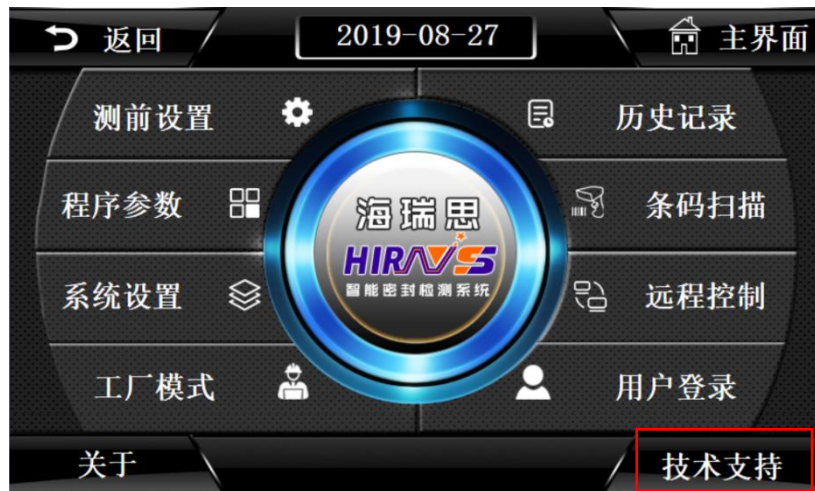 返回
2019-08-27
主界面
测前设置
历史记录
程序参数
条码扫描
海瑞思
HIRAYS
智能密封检测系统
系统设置
远程控制
工厂模式
用户登录
关于
技术支持